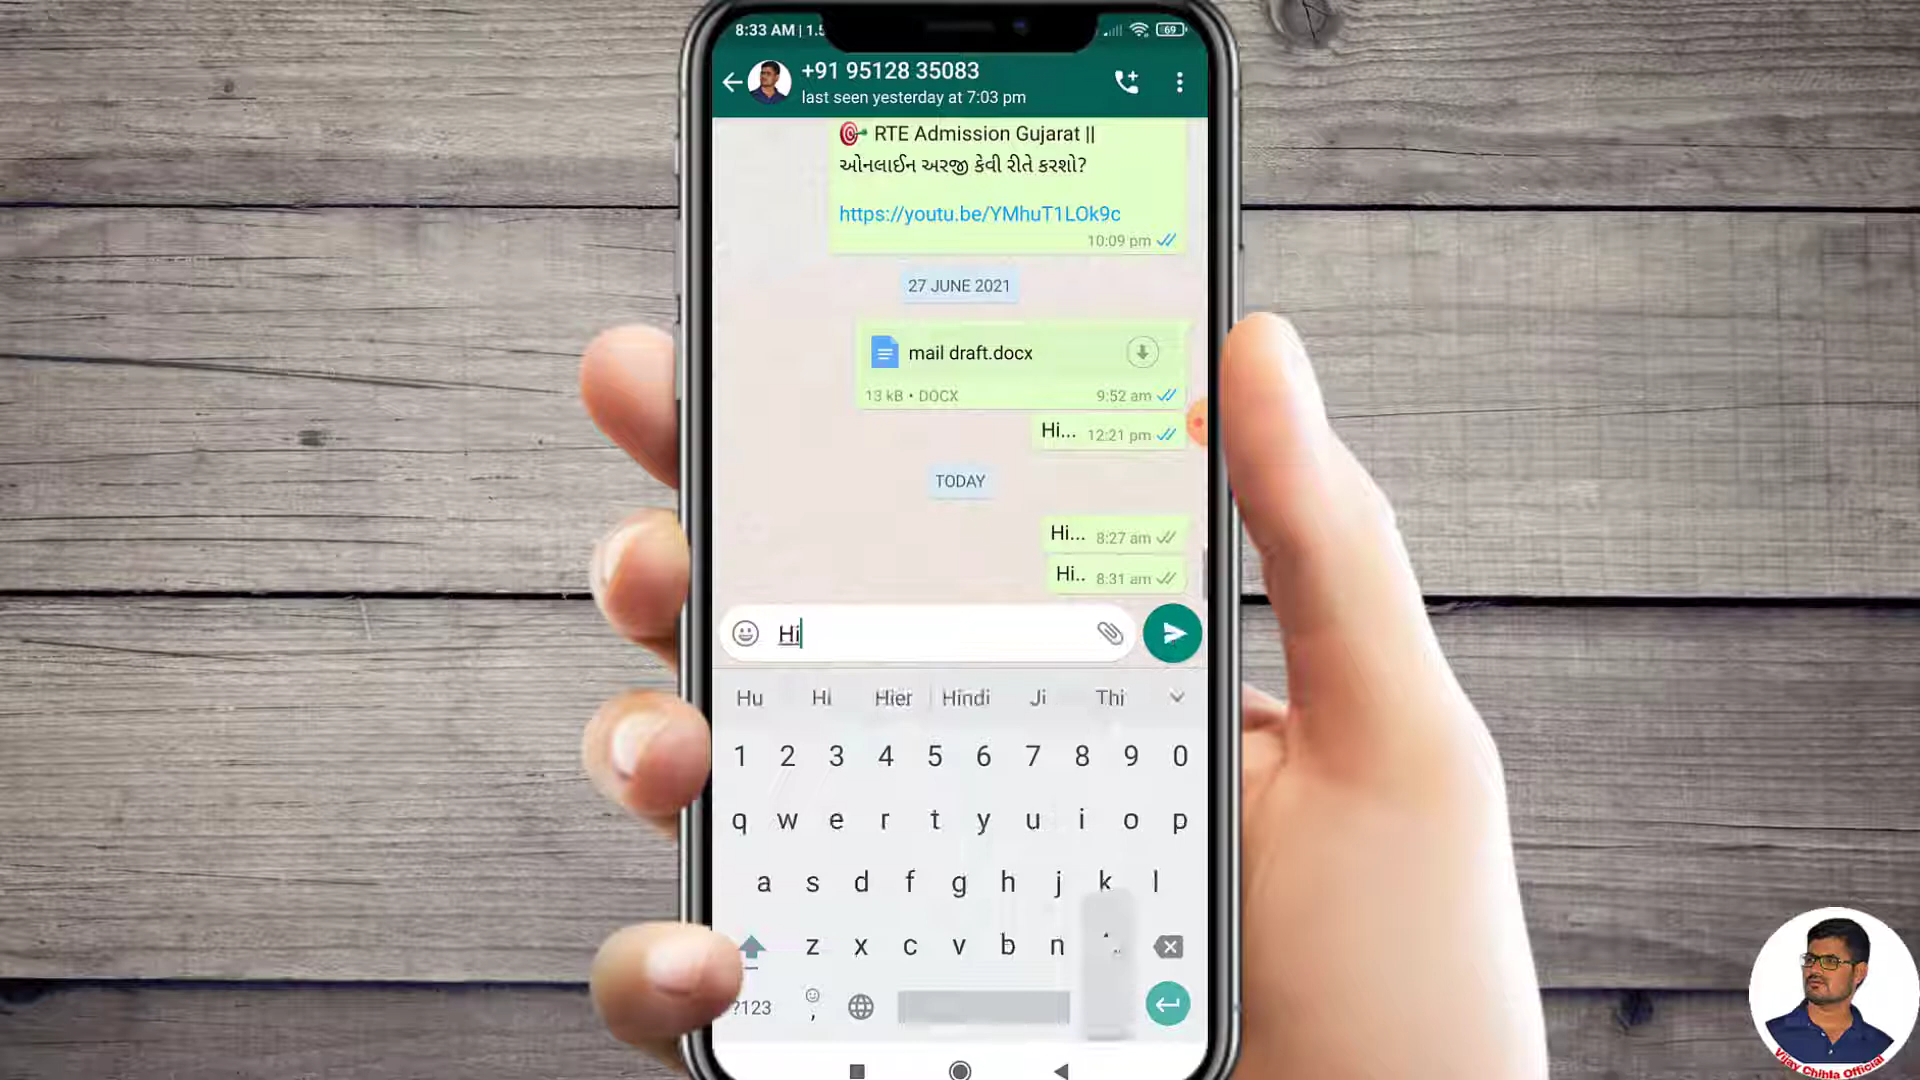 8:33 AM | 1.5
69
+91 95128 35083
last seen yesterday at 7:03 pm
RTE Admission Gujarat ||
ઓનલાઈન અરજી કેવી રીતે કરશો?
https://youtu.be/YMhuT1LOk9c
10:09 pm
27 JUNE 2021
mail draft.docx
13 kB • DOCX 9:52 am
Hi... 12:21 pm
TODAY
Hi... 8:27 am
Hi.. 8:31 am
Hi
Hu Hi Hier Hindi Ji Thi
1 2 3 4 5 6 7 8 9 0
q w e r t y u i o p
a s d f g h j k l
z x c v b n
?123 ,
Vijay Chihla Official